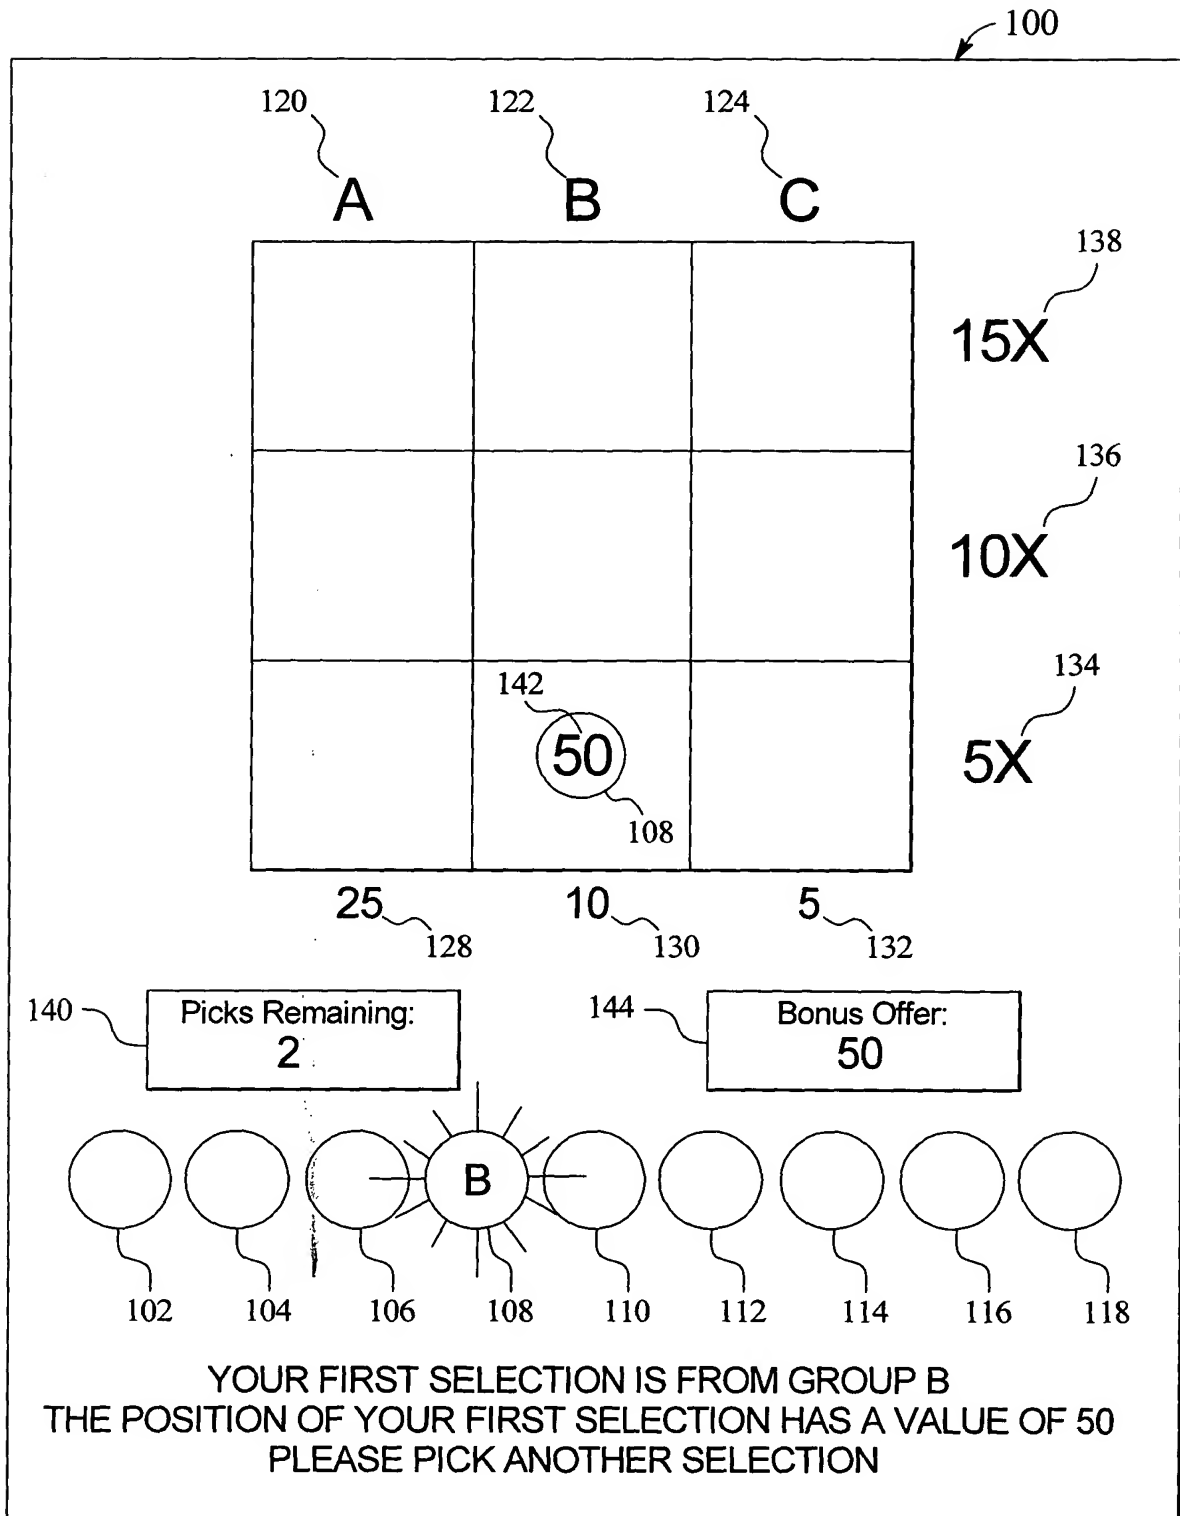 100
120 122 124
A B C
138
15X
136
10X
134
5X
142
50
108
25 10 5
128 130 132
140 Picks Remaining: 144 Bonus Offer:
2 50
B
102 104 106 108 110 112 114 116 118
YOUR FIRST SELECTION IS FROM GROUP B
THE POSITION OF YOUR FIRST SELECTION HAS A VALUE OF 50
PLEASE PICK ANOTHER SELECTION